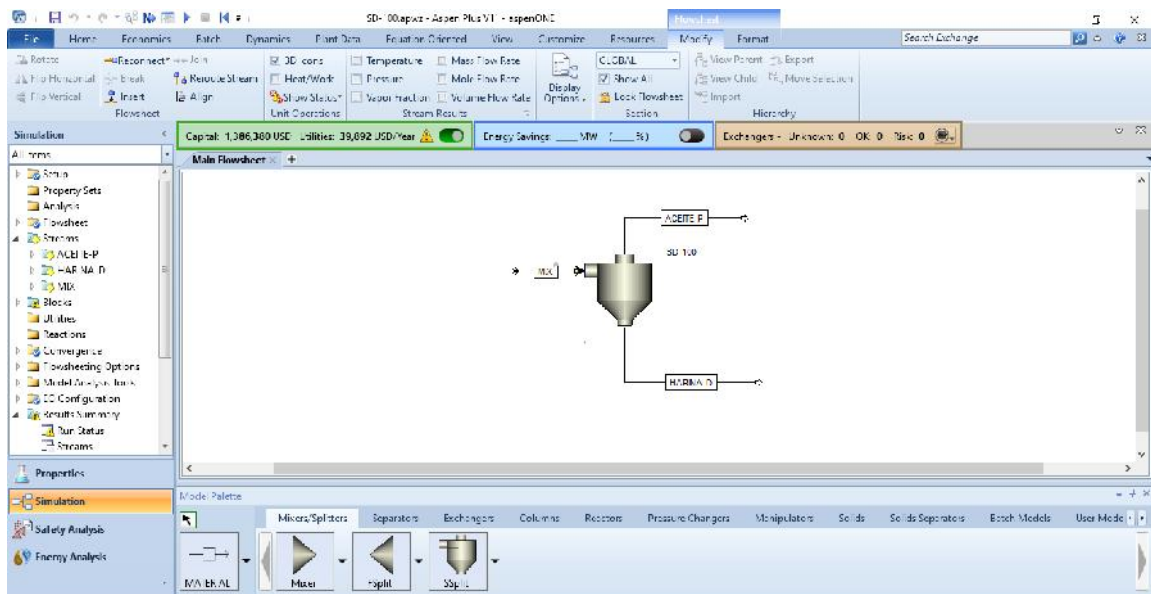 SD-100.apwz - Aspen Plus V11 - aspenONE
Flowsheet
File Home Economics Batch Dynamics Plant Data Equation Oriented View Customize Resources Modify Format Search Exchange
Rotate Reconnect Join 3D Icons Temperature Mass Flow Rate GLOBAL View Parent Export
Flip Horizontal Break Reroute Stream Heat/Work Pressure Mole Flow Rate Display Show All View Child Move Selection
Flip Vertical Insert Align Show Status Vapor Fraction Volume Flow Rate Options Lock Flowsheet Import
Flowsheet Unit Operations Stream Results Section Hierarchy
Simulation
Capital: 1,386,380 USD Utilities: 39,892 USD/Year
Energy Savings: ____ MW (____%)
Exchangers - Unknown: 0 OK: 0 Risk: 0
All Items
Main Flowsheet × +
Setup
Property Sets
Analysis
Flowsheet
Streams
ACEITE-P
HARINA-D
MIX
Blocks
Utilities
Reactions
Convergence
Flowsheeting Options
Model Analysis Tools
EO Configuration
Results Summary
Run Status
Streams
ACEITE-P
SD-100
MIX
HARINA-D
Properties
Simulation
Safety Analysis
Energy Analysis
Model Palette
Mixers/Splitters Separators Exchangers Columns Reactors Pressure Changers Manipulators Solids Solids Separators Batch Models User Mode
MATERIAL Mixer FSplit SSplit